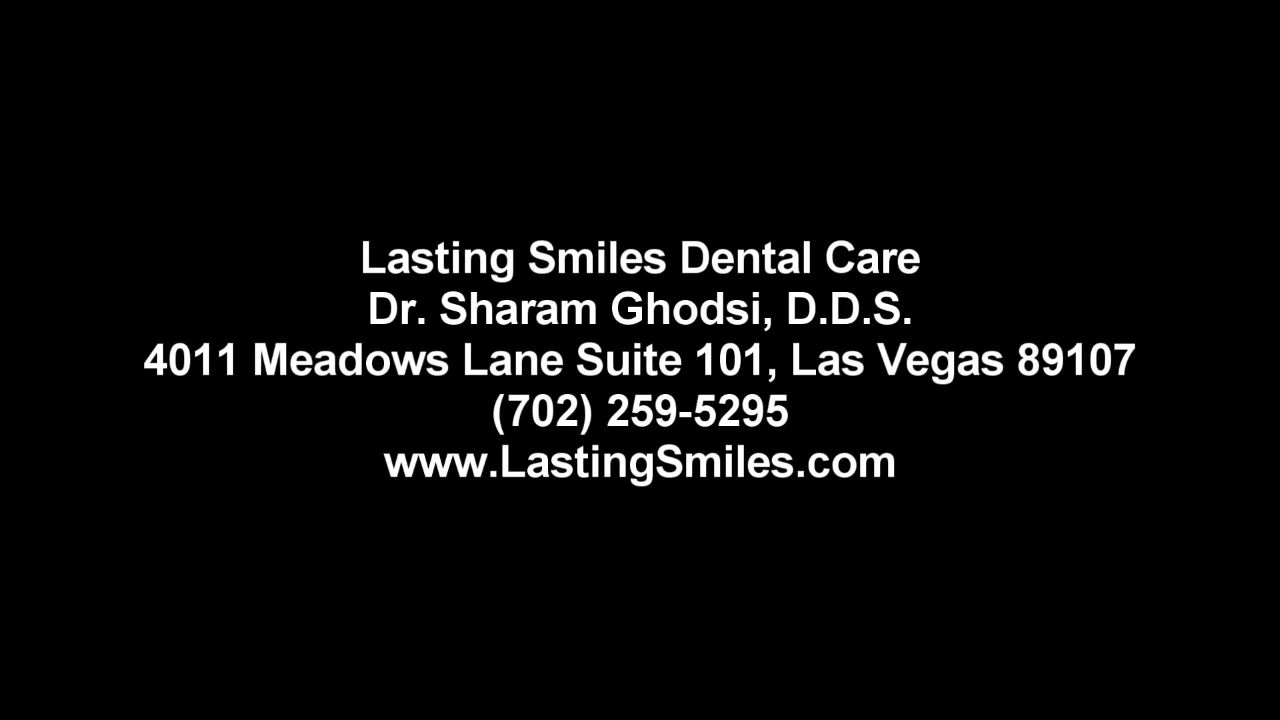 Lasting Smiles Dental Care
Dr. Sharam Ghodsi, D.D.S.
4011 Meadows Lane Suite 101, Las Vegas 89107
(702) 259-5295
www.LastingSmiles.com